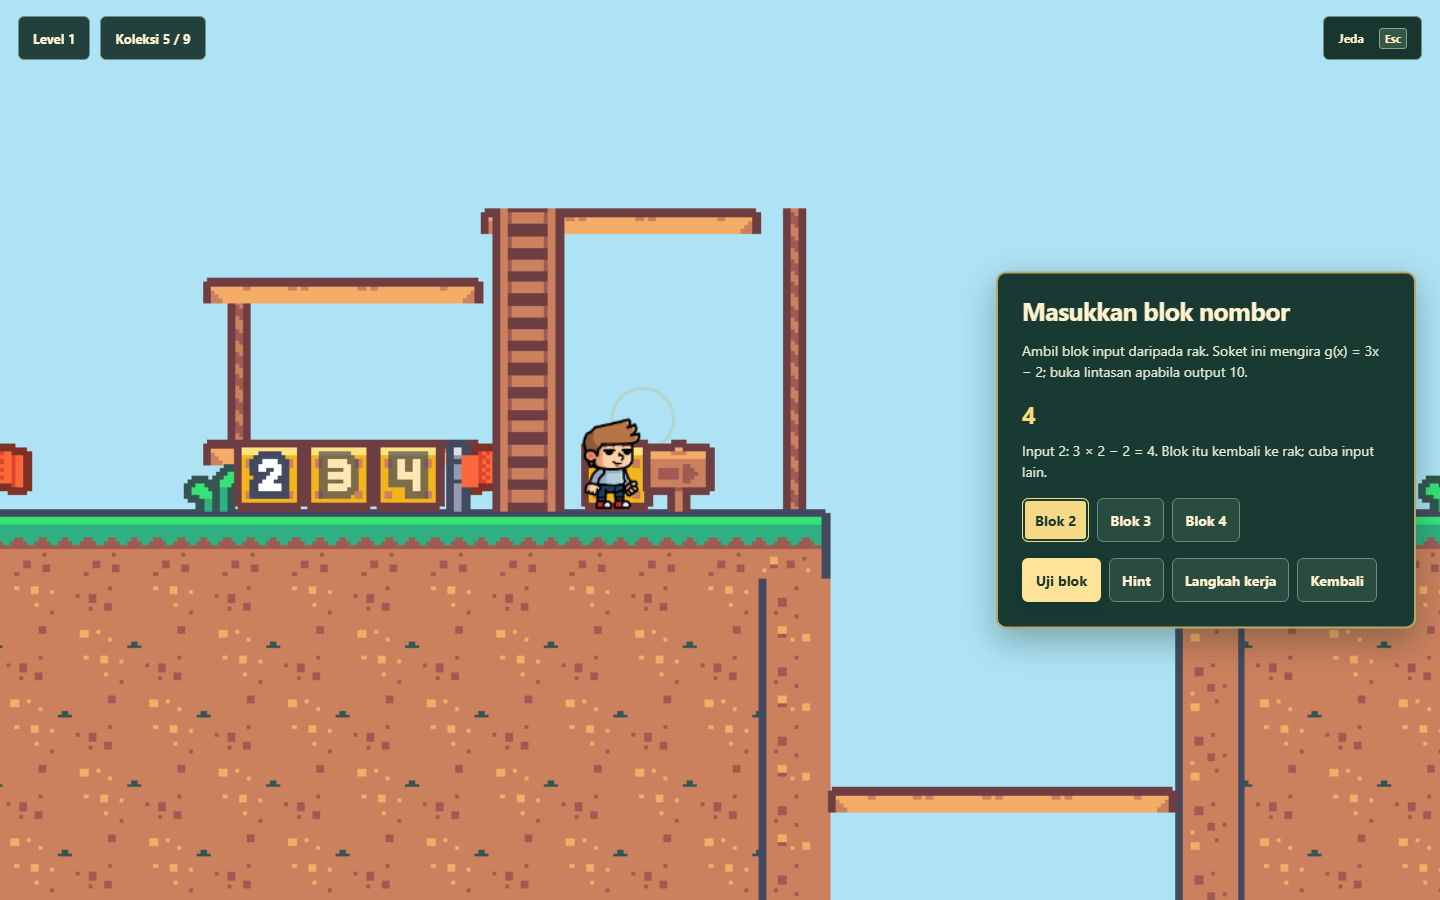 Level 1
Koleksi 5 / 9
Jeda Esc
Masukkan blok nombor
Ambil blok input daripada rak. Soket ini mengira g(x) = 3x
− 2; buka lintasan apabila output 10.
4
Input 2: 3 × 2 − 2 = 4. Blok itu kembali ke rak; cuba input
lain.
Blok 2 Blok 3 Blok 4
Uji blok Hint Langkah kerja Kembali
2 3 4